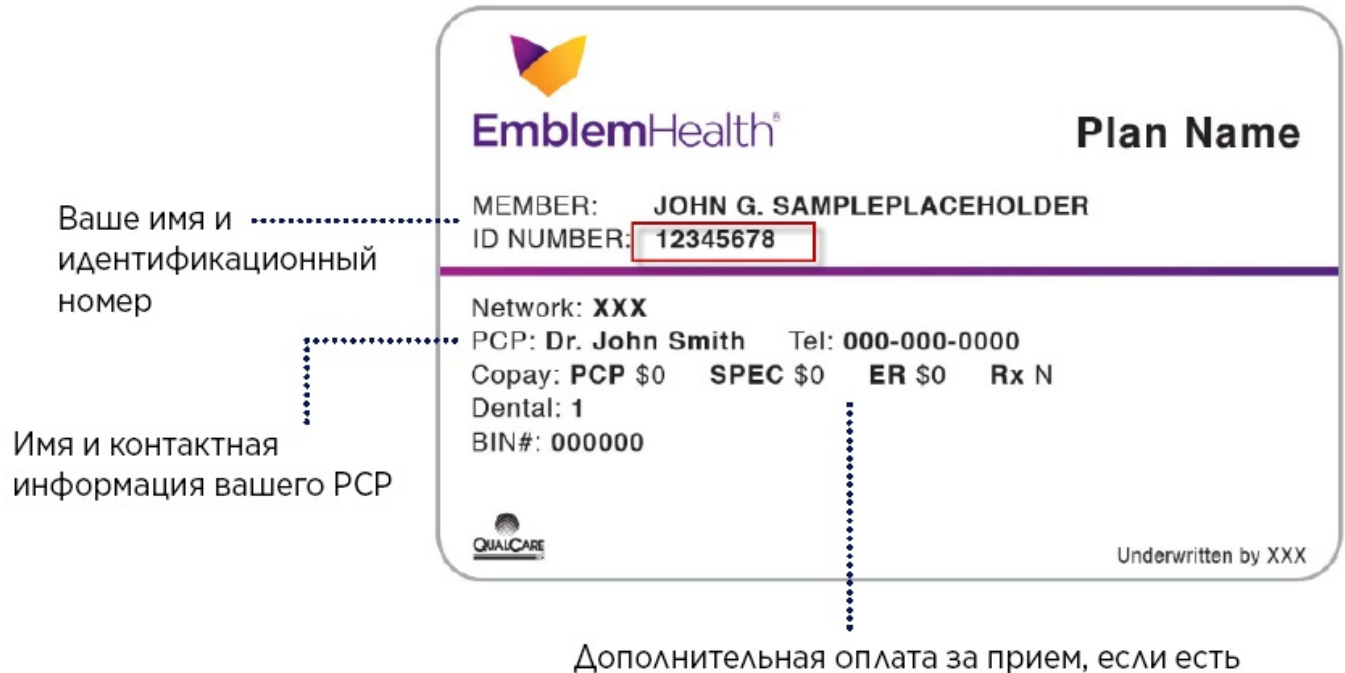 EmblemHealth®
Plan Name
MEMBER: JOHN G. SAMPLEPLACEHOLDER
ID NUMBER: 12345678
Ваше имя и
идентификационный
номер
Network: XXX
PCP: Dr. John Smith Tel: 000-000-0000
Copay: PCP $0 SPEC $0 ER $0 Rx N
Dental: 1
BIN#: 000000
Имя и контактная
информация вашего PCP
QUALCARE
Underwritten by XXX
Дополнительная оплата за прием, если есть